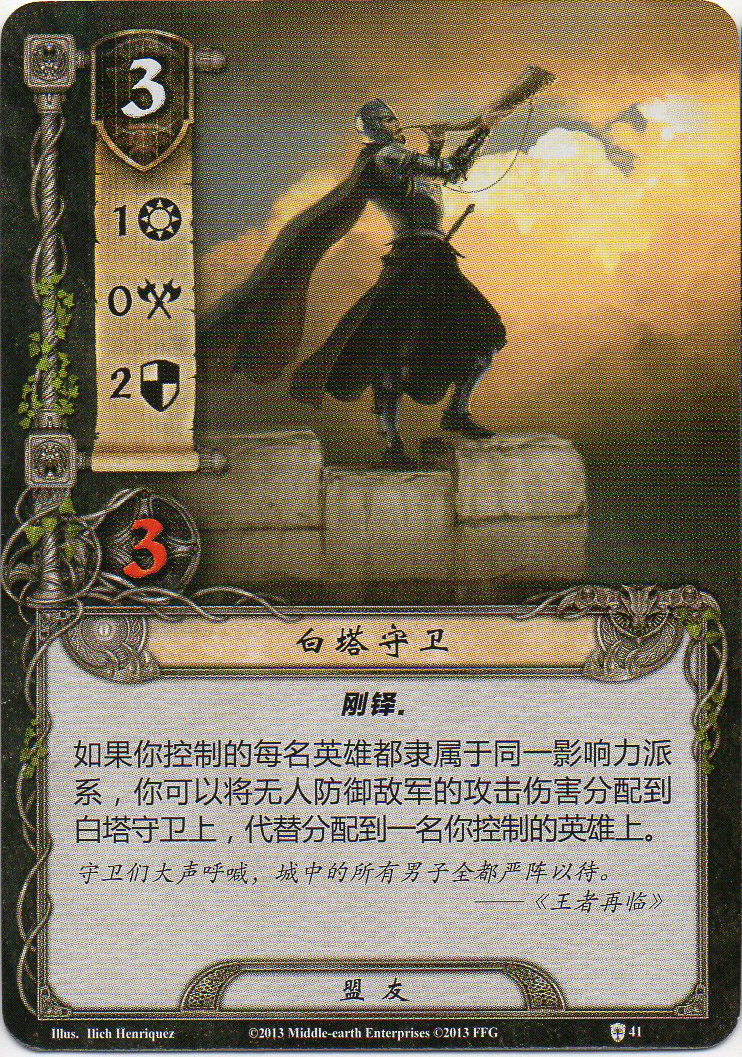 3
1
0
2
3
白塔守卫
刚铎.
如果你控制的每名英雄都隶属于同一影响力派
系，你可以将无人防御敌军的攻击伤害分配到
白塔守卫上，代替分配到一名你控制的英雄上。
守卫们大声呼喊，城中的所有男子全都严阵以待。
——《王者再临》
盟友
Illus. Ilich Henriquez ©2013 Middle-earth Enterprises ©2013 FFG 41